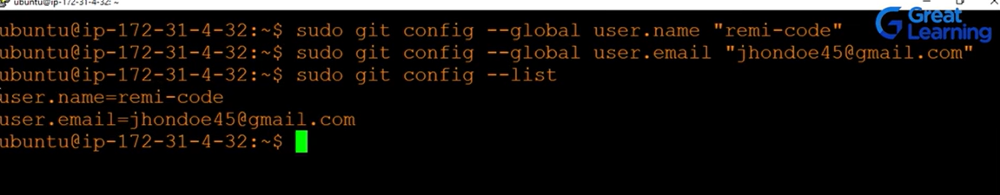 ubuntu@ip-172-31-4-32: ~
ubuntu@ip-172-31-4-32:~$ sudo git config --global user.name "remi-code"
ubuntu@ip-172-31-4-32:~$ sudo git config --global user.email "jhondoe45@gmail.com"
ubuntu@ip-172-31-4-32:~$ sudo git config --list
user.name=remi-code
user.email=jhondoe45@gmail.com
ubuntu@ip-172-31-4-32:~$
Great
Learning